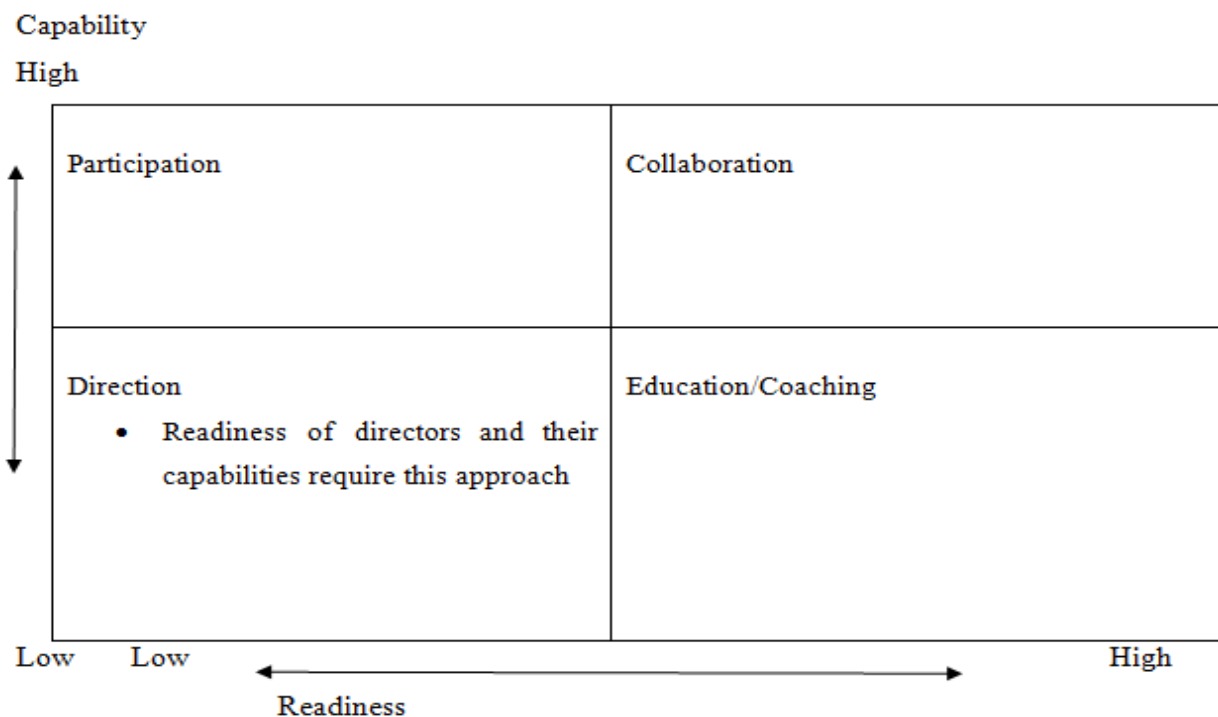 Capability
High
Participation
Collaboration
Direction
• Readiness of directors and their
capabilities require this approach
Education/Coaching
Low Low High
Readiness